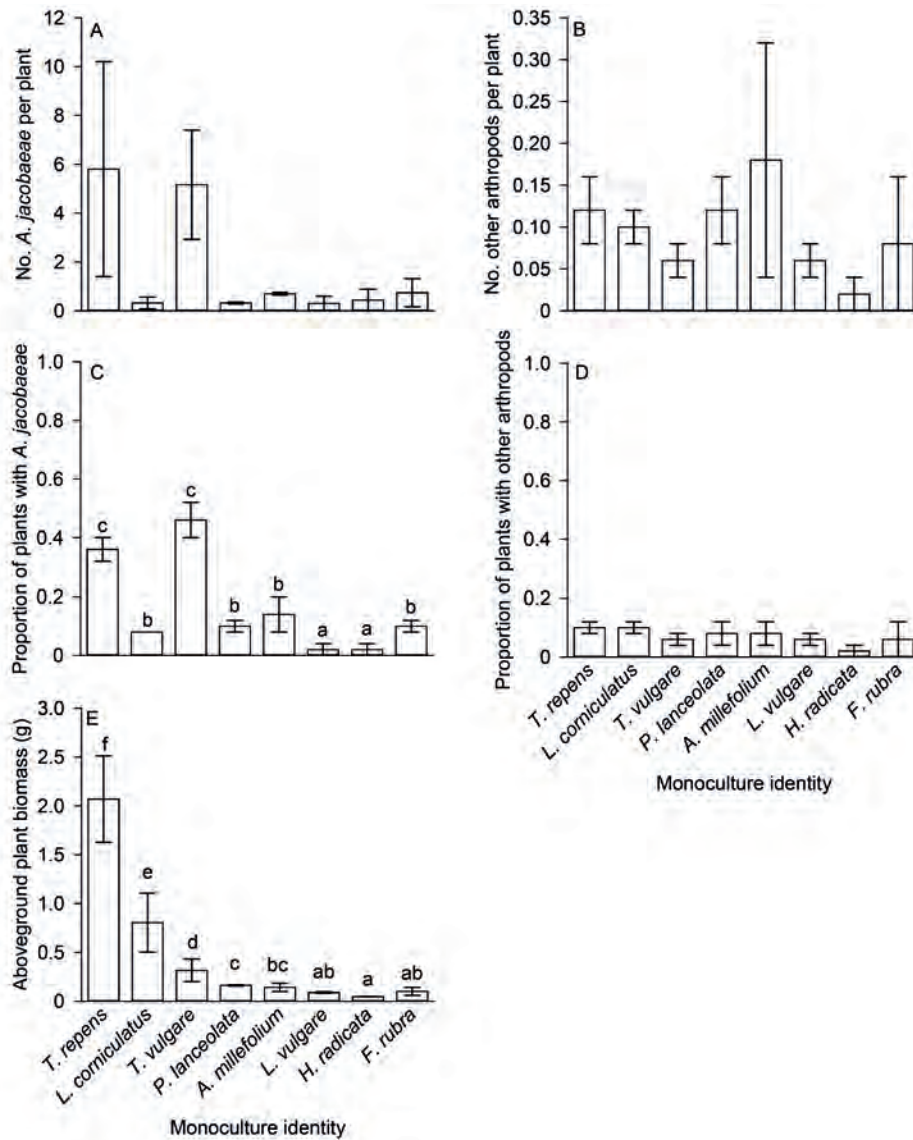 A
No. A. jacobaeae per plant
12
10
8
6
4
2
0
B
No. other arthropods per plant
0.35
0.30
0.25
0.20
0.15
0.10
0.05
0
C
Proportion of plants with A. jacobaeae
1.0
0.8
0.6
0.4
0.2
0
c
b
c
b
b
a
a
b
D
Proportion of plants with other arthropods
1.0
0.8
0.6
0.4
0.2
0
T. repens
L. corniculatus
T. vulgare
P. lanceolata
A. millefolium
L. vulgare
H. radicata
F. rubra
Monoculture identity
E
Aboveground plant biomass (g)
3.0
2.5
2.0
1.5
1.0
0.5
0
f
e
d
c
bc
ab
a
ab
T. repens
L. corniculatus
T. vulgare
P. lanceolata
A. millefolium
L. vulgare
H. radicata
F. rubra
Monoculture identity